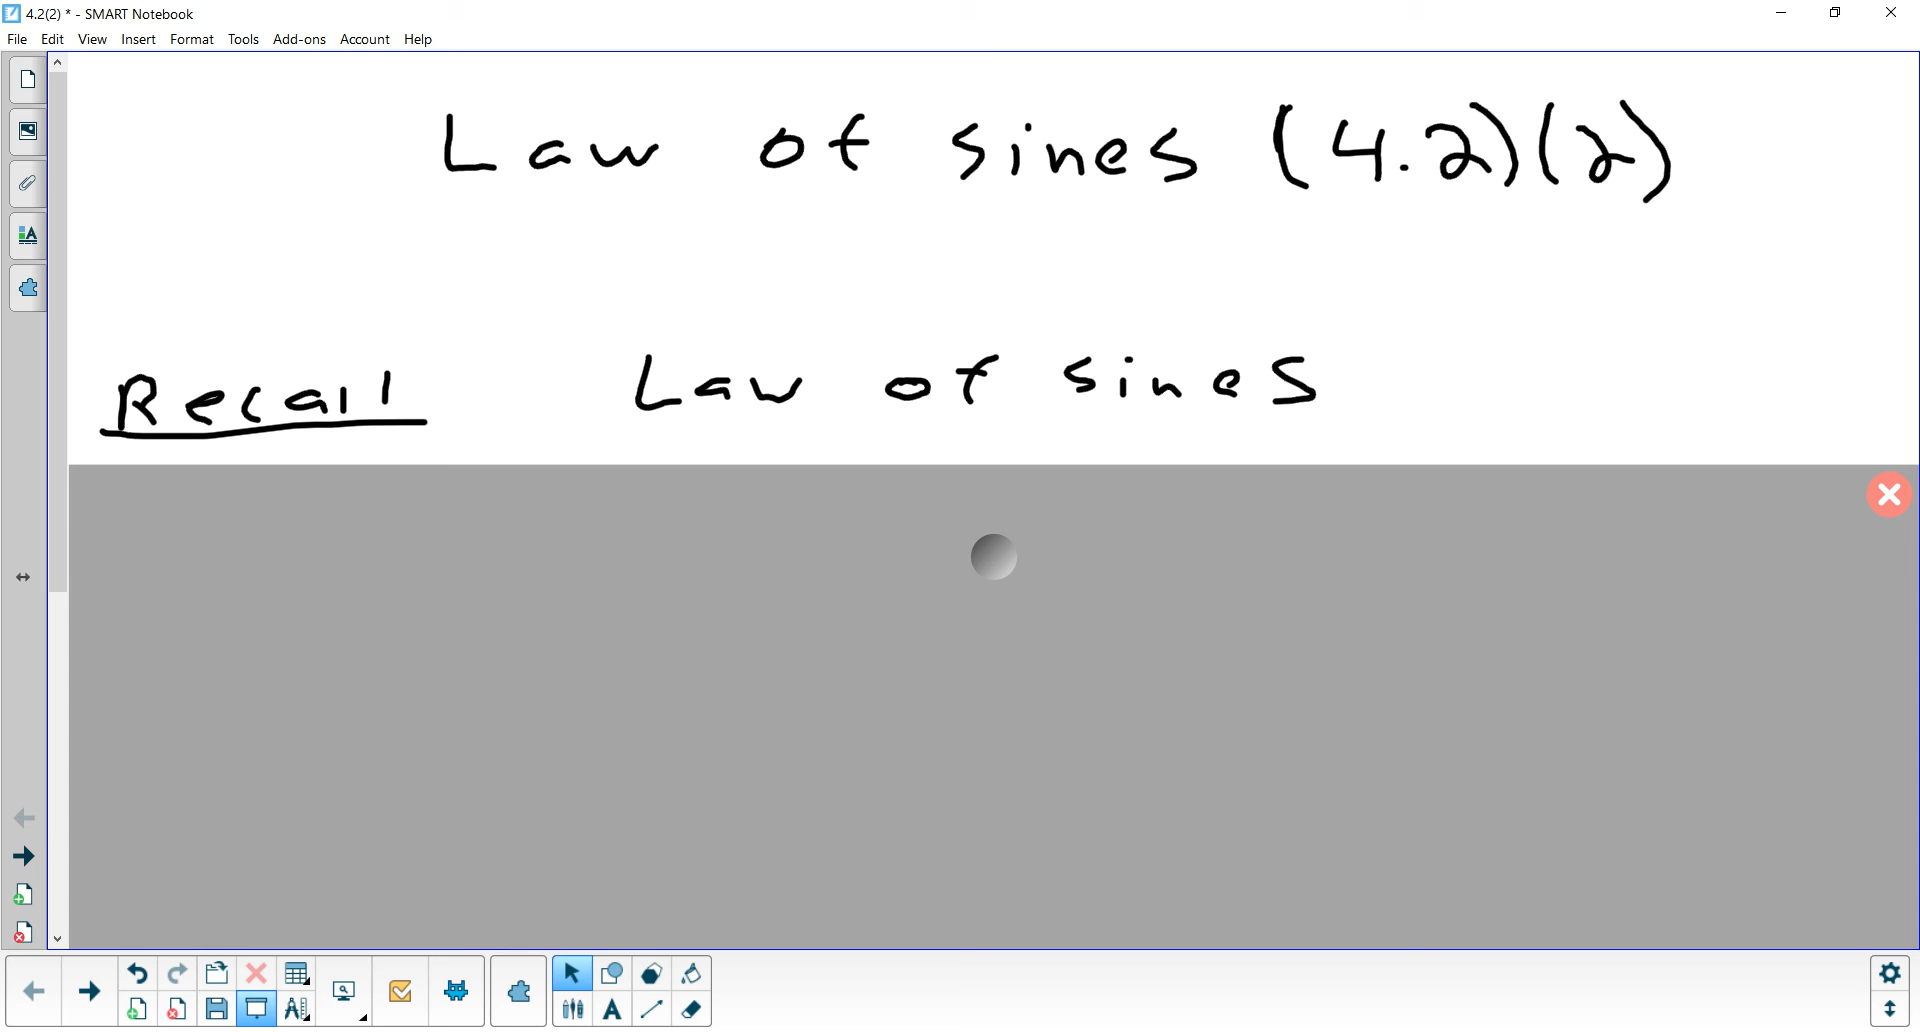 4.2(2) * - SMART Notebook
File Edit View Insert Format Tools Add-ons Account Help
Law of sines (4.2)(2)
Recall Law of sines